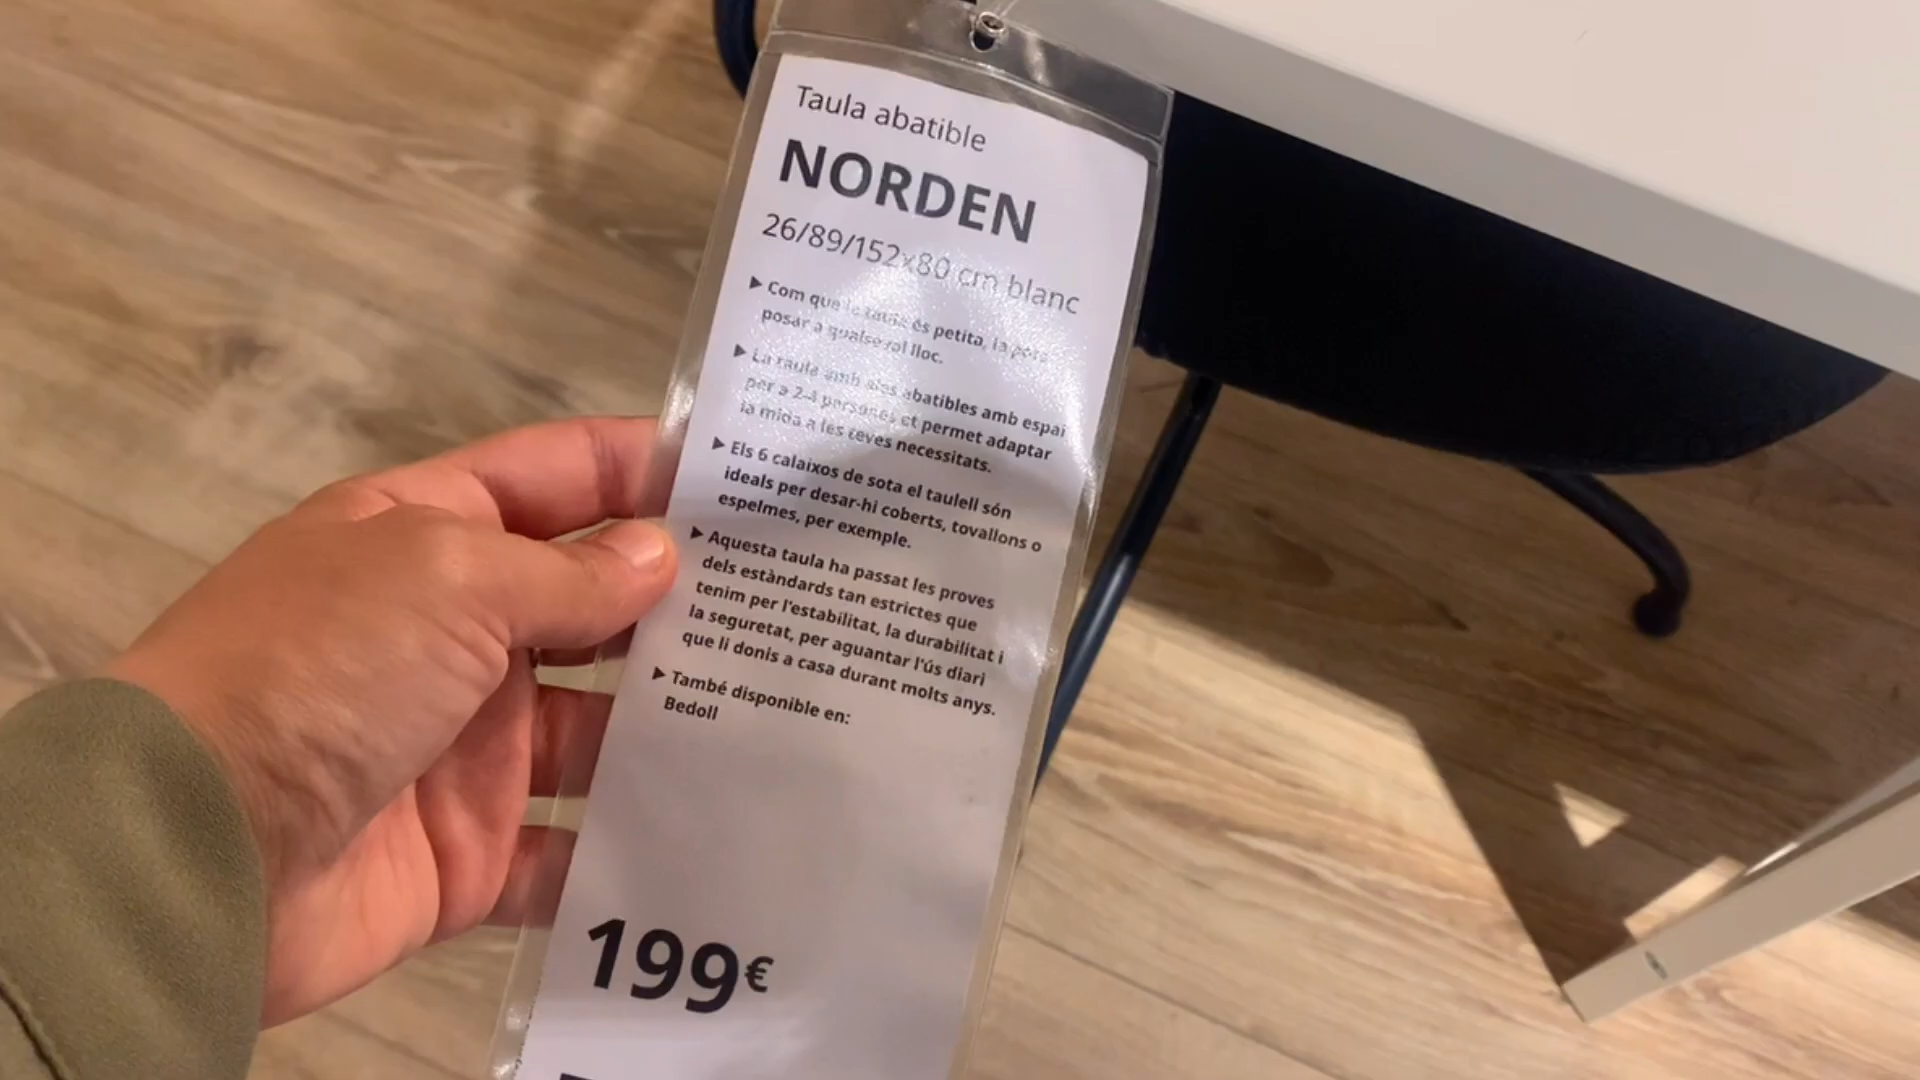 Taula abatible
NORDEN
26/89/152x80 cm blanc
▶ Com que la taula és petita, la pots
posar a qualsevol lloc.
▶ La taula amb ales abatibles amb espai
per a 2-4 persones et permet adaptar
la mida a les teves necessitats.
▶ Els 6 calaixos de sota el taulell són
ideals per desar-hi coberts, tovallons o
espelmes, per exemple.
▶ Aquesta taula ha passat les proves
dels estàndards tan estrictes que
tenim per l'estabilitat, la durabilitat i
la seguretat, per aguantar l'ús diari
que li donis a casa durant molts anys.
▶ També disponible en:
Bedoll
199€